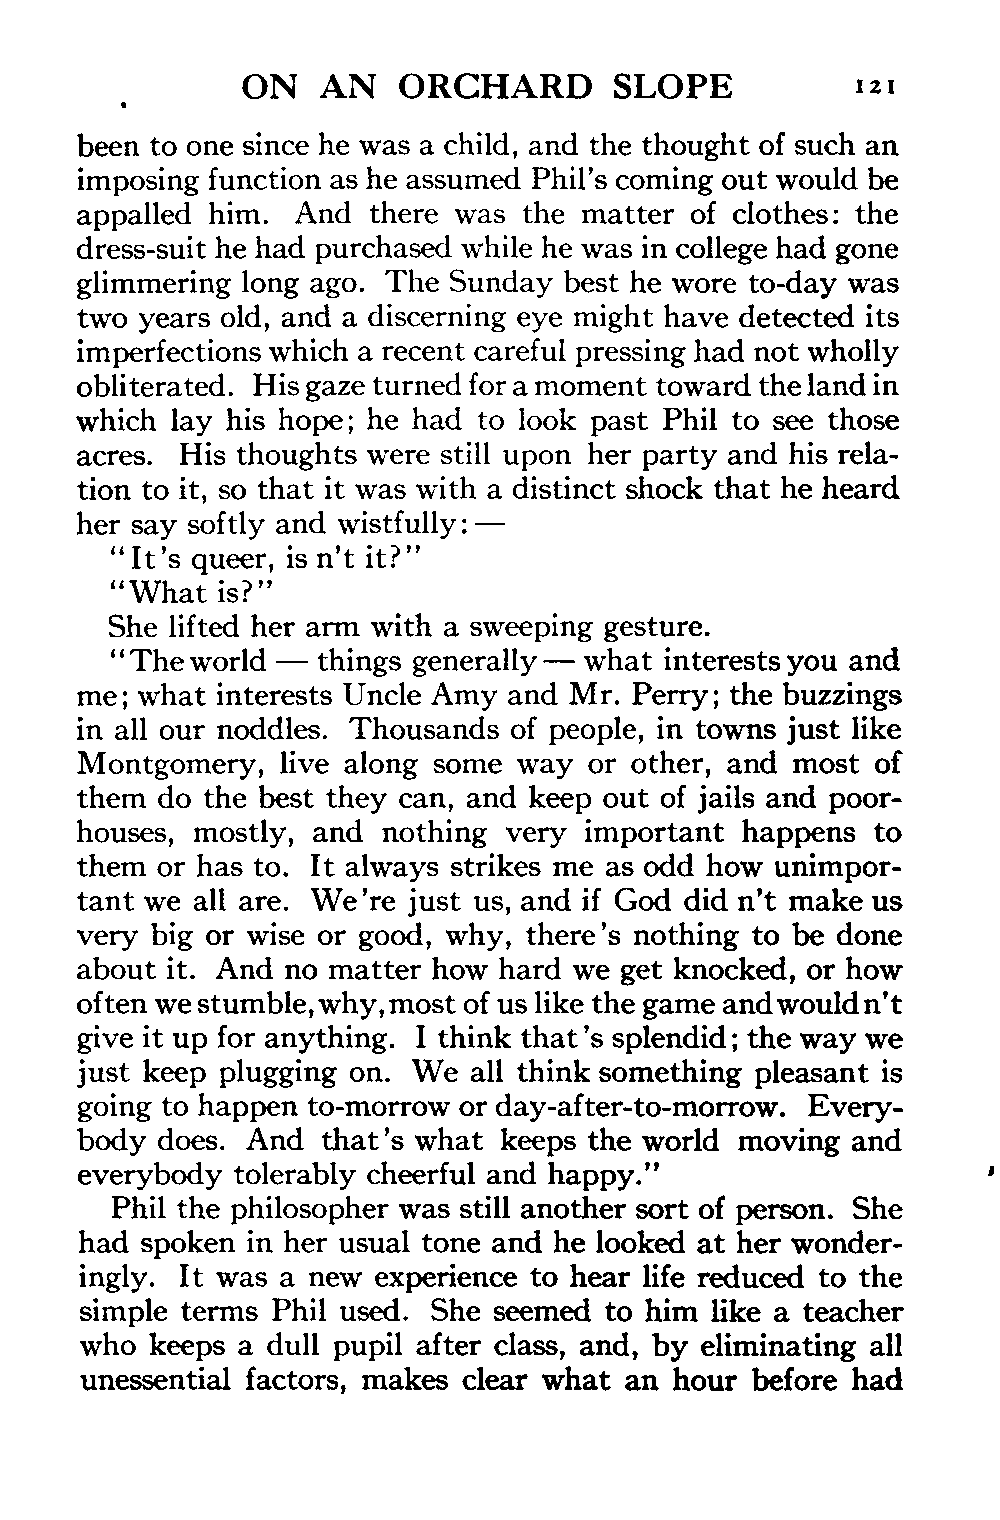 ON AN ORCHARD SLOPE 121
been to one since he was a child, and the thought of such an
imposing function as he assumed Phil's coming out would be
appalled him. And there was the matter of clothes: the
dress-suit he had purchased while he was in college had gone
glimmering long ago. The Sunday best he wore to-day was
two years old, and a discerning eye might have detected its
imperfections which a recent careful pressing had not wholly
obliterated. His gaze turned for a moment toward the land in
which lay his hope; he had to look past Phil to see those
acres. His thoughts were still upon her party and his rela-
tion to it, so that it was with a distinct shock that he heard
her say softly and wistfully: —
"It's queer, is n't it?"
"What is?"
She lifted her arm with a sweeping gesture.
"The world — things generally — what interests you and
me; what interests Uncle Amy and Mr. Perry; the buzzings
in all our noddles. Thousands of people, in towns just like
Montgomery, live along some way or other, and most of
them do the best they can, and keep out of jails and poor-
houses, mostly, and nothing very important happens to
them or has to. It always strikes me as odd how unimpor-
tant we all are. We're just us, and if God did n't make us
very big or wise or good, why, there's nothing to be done
about it. And no matter how hard we get knocked, or how
often we stumble, why, most of us like the game and would n't
give it up for anything. I think that's splendid; the way we
just keep plugging on. We all think something pleasant is
going to happen to-morrow or day-after-to-morrow. Every-
body does. And that's what keeps the world moving and
everybody tolerably cheerful and happy."
Phil the philosopher was still another sort of person. She
had spoken in her usual tone and he looked at her wonder-
ingly. It was a new experience to hear life reduced to the
simple terms Phil used. She seemed to him like a teacher
who keeps a dull pupil after class, and, by eliminating all
unessential factors, makes clear what an hour before had